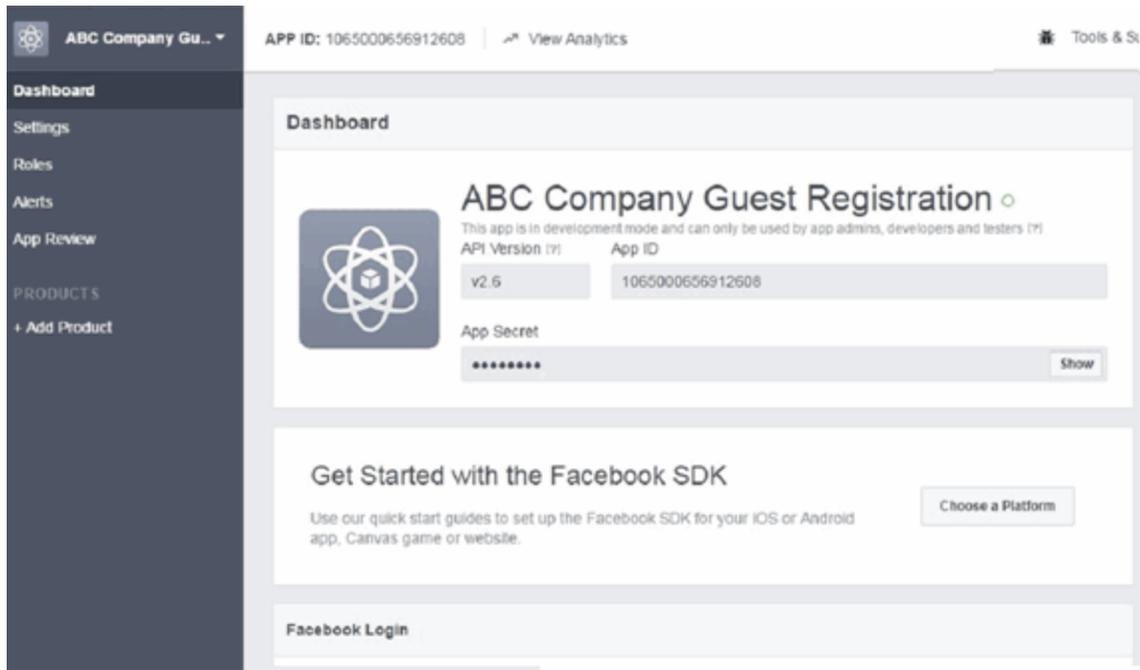 ABC Company Gu..
APP ID: 1065000656912608
View Analytics
Tools & Su
Dashboard
Settings
Roles
Alerts
App Review
PRODUCTS
+ Add Product
Dashboard
ABC Company Guest Registration
This app is in development mode and can only be used by app admins, developers and testers [?]
API Version [?] App ID
v2.6 1065000656912608
App Secret
●●●●●●●●
Show
Get Started with the Facebook SDK
Use our quick start guides to set up the Facebook SDK for your iOS or Android
app, Canvas game or website.
Choose a Platform
Facebook Login